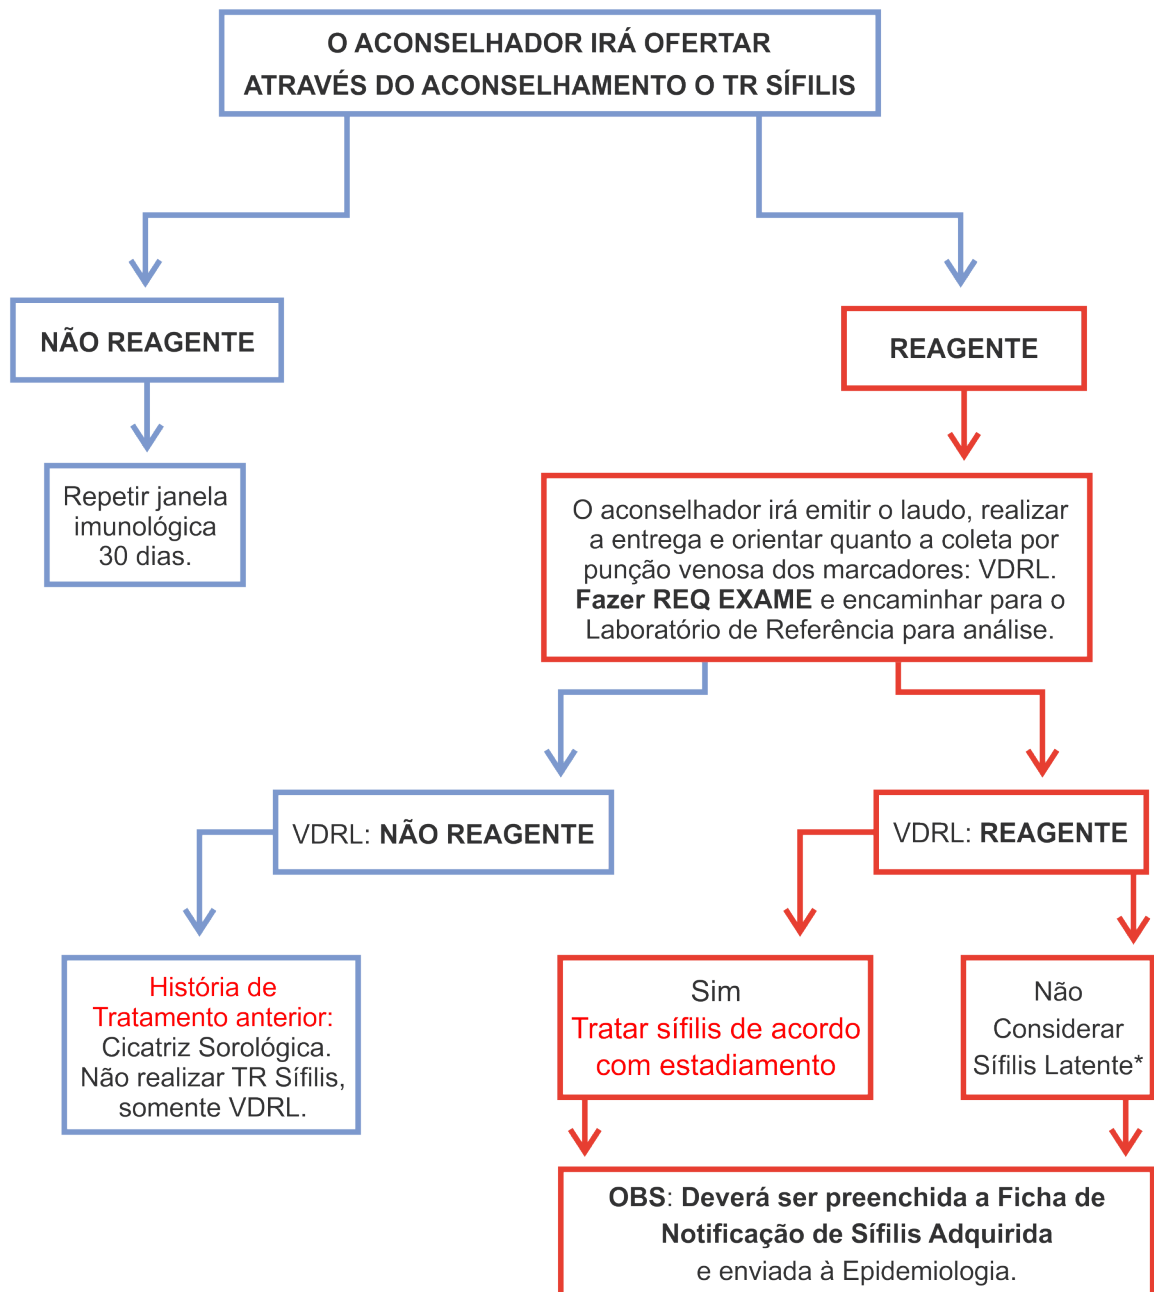 O ACONSELHADOR IRÁ OFERTAR
ATRAVÉS DO ACONSELHAMENTO O TR SÍFILIS
NÃO REAGENTE
REAGENTE
Repetir janela
imunológica
30 dias.
O aconselhador irá emitir o laudo, realizar
a entrega e orientar quanto a coleta por
punção venosa dos marcadores: VDRL.
Fazer REQ EXAME e encaminhar para o
Laboratório de Referência para análise.
VDRL: NÃO REAGENTE
VDRL: REAGENTE
História de
Tratamento anterior:
Cicatriz Sorológica.
Não realizar TR Sífilis,
somente VDRL.
Sim
Tratar sífilis de acordo
com estadiamento
Não
Considerar
Sífilis Latente*
OBS: Deverá ser preenchida a Ficha de
Notificação de Sífilis Adquirida
e enviada à Epidemiologia.